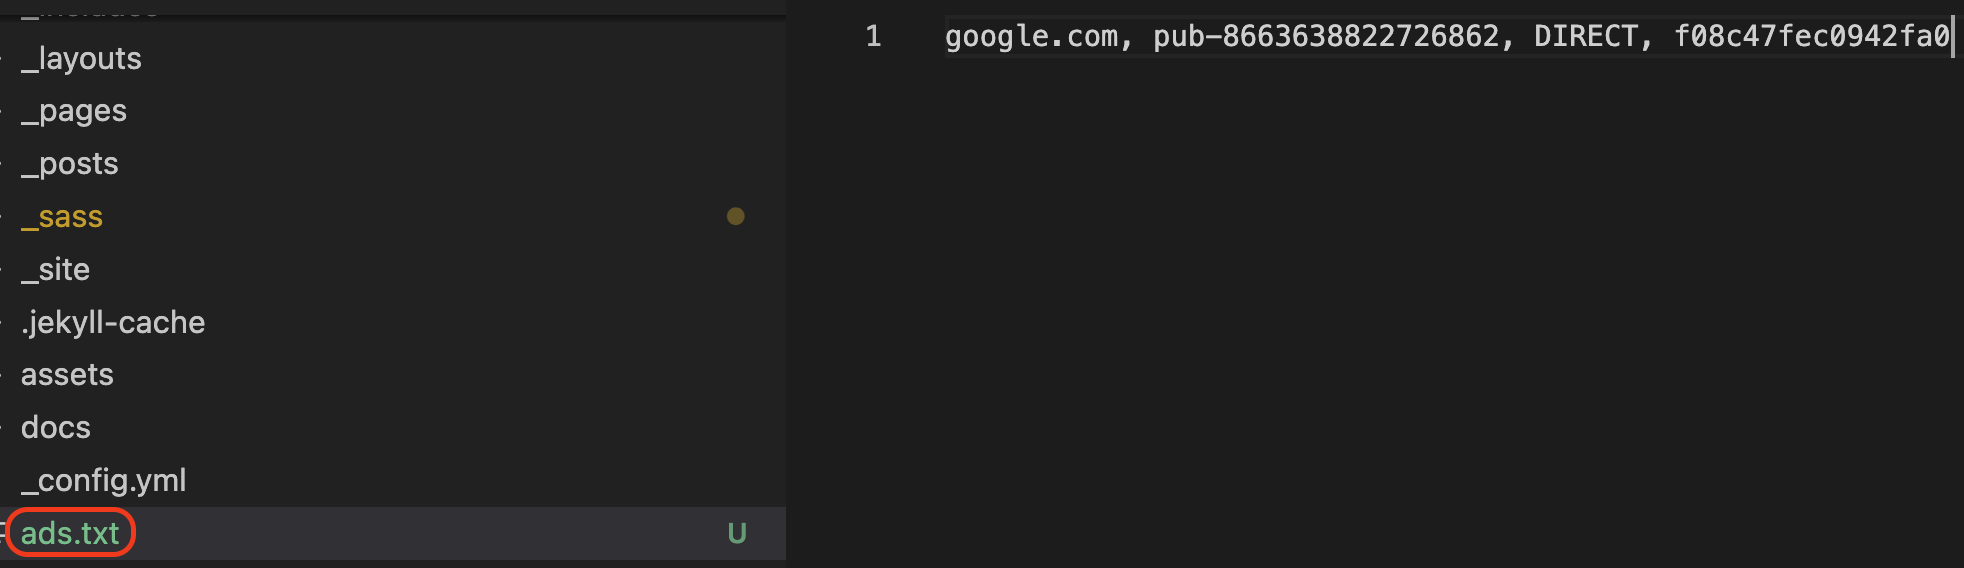 _includes
_layouts
_pages
_posts
_sass
_site
.jekyll-cache
assets
docs
_config.yml
ads.txt U
1 google.com, pub-8663638822726862, DIRECT, f08c47fec0942fa0